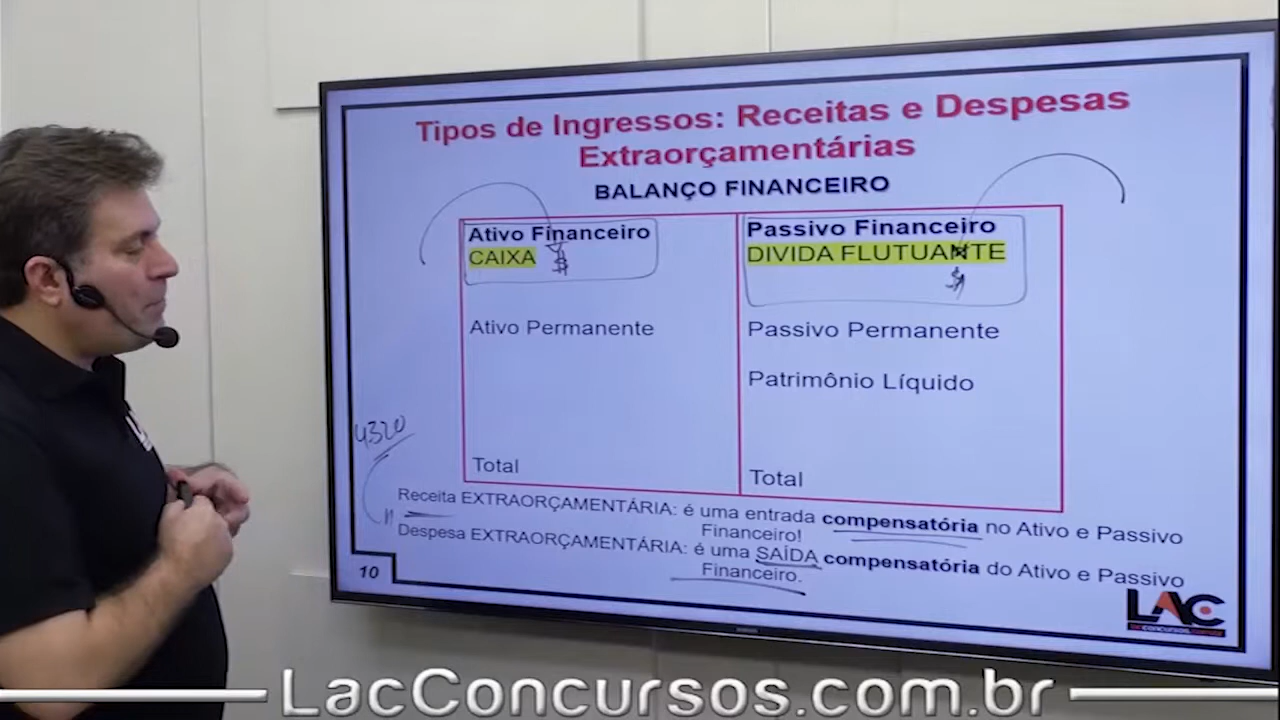 Tipos de Ingressos: Receitas e Despesas
Extraorçamentárias
BALANÇO FINANCEIRO
Ativo Financeiro
CAIXA
$
Ativo Permanente
Total
Passivo Financeiro
DIVIDA FLUTUANTE
$
Passivo Permanente
Patrimônio Líquido
Total
4320
Receita EXTRAORÇAMENTÁRIA: é uma entrada compensatória no Ativo e Passivo
Financeiro!
Despesa EXTRAORÇAMENTÁRIA: é uma SAÍDA compensatória do Ativo e Passivo
Financeiro.
10
LAC
LacConcursos.com.br